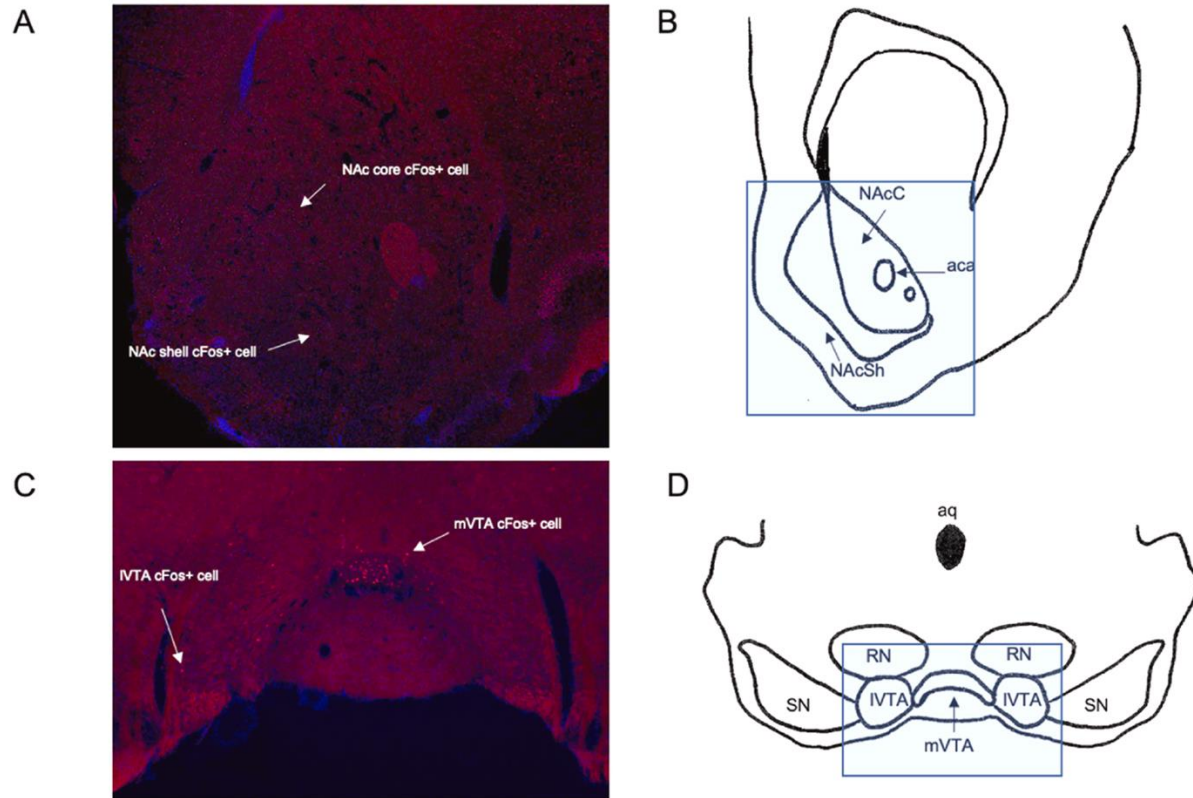 A
B
NAc core cFos+ cell
NAc shell cFos+ cell
NAcC
aca
NAcSh
C
D
mVTA cFos+ cell
lVTA cFos+ cell
aq
RN
RN
SN
lVTA
lVTA
SN
mVTA